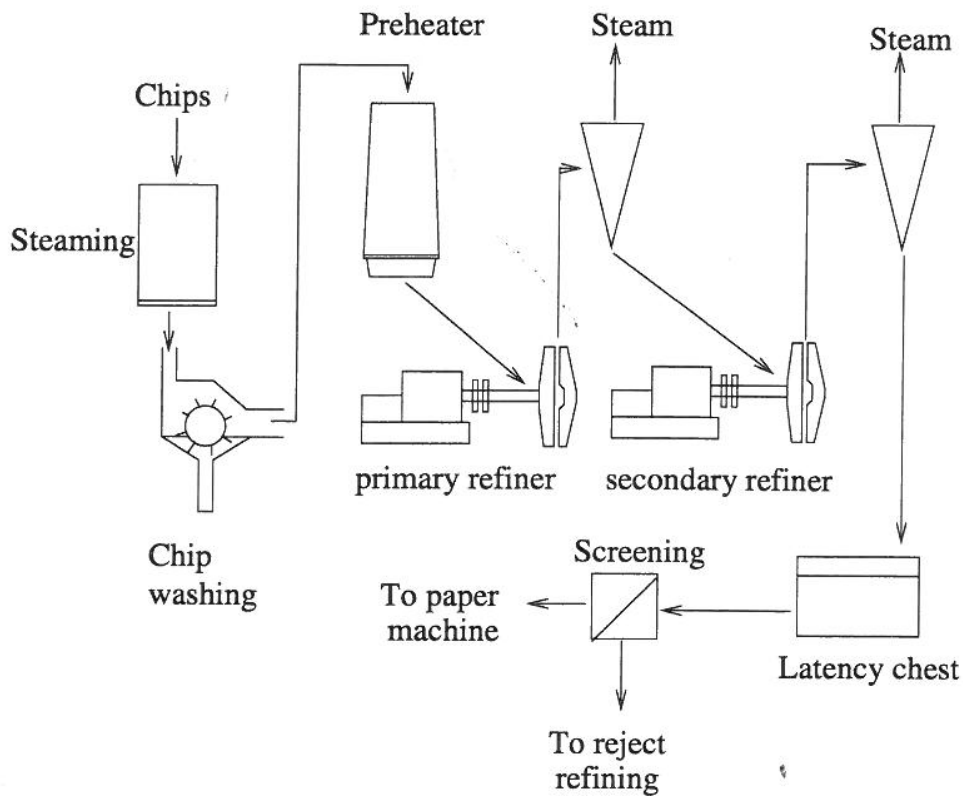 Preheater
Steam
Steam
Chips
Steaming
primary refiner
secondary refiner
Chip
washing
Screening
To paper
machine
Latency chest
To reject
refining